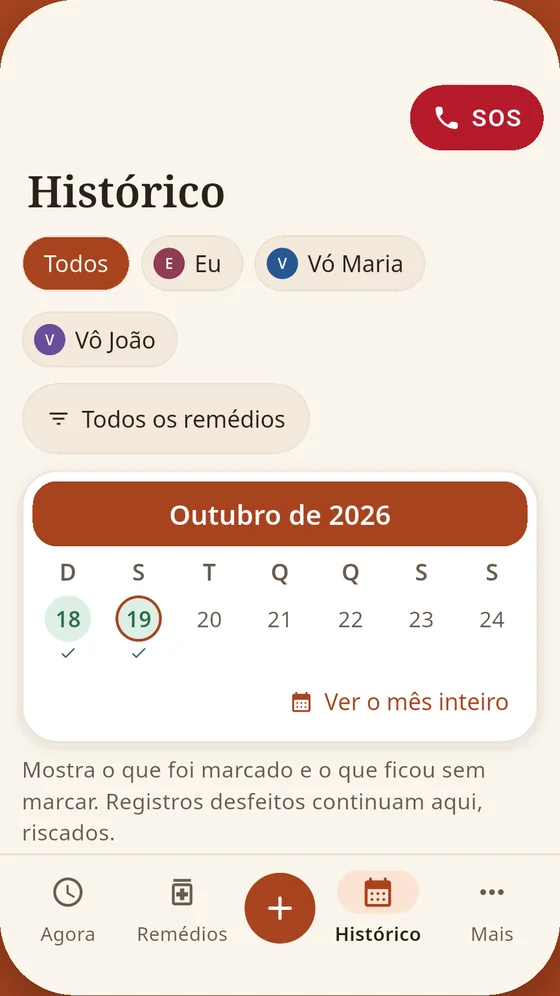 SOS
Histórico
Todos
E Eu
V Vó Maria
V Vô João
Todos os remédios
Outubro de 2026
D S T Q Q S S
18 19 20 21 22 23 24
Ver o mês inteiro
Mostra o que foi marcado e o que ficou sem
marcar. Registros desfeitos continuam aqui,
riscados.
Agora Remédios Histórico Mais